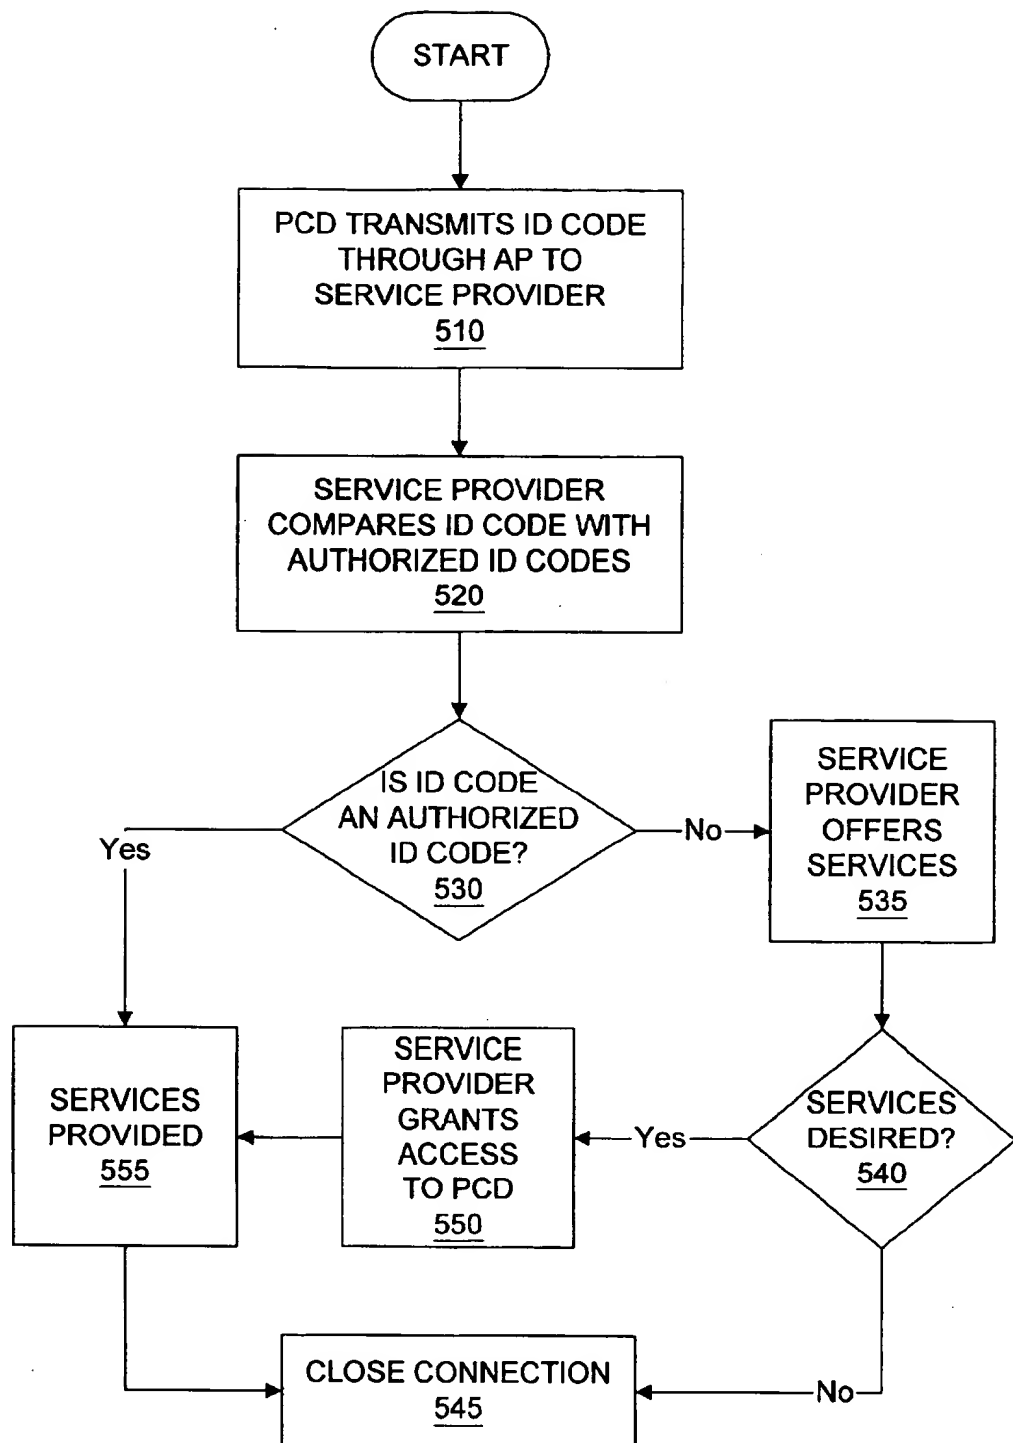 START
PCD TRANSMITS ID CODE
THROUGH AP TO
SERVICE PROVIDER
510
SERVICE PROVIDER
COMPARES ID CODE WITH
AUTHORIZED ID CODES
520
IS ID CODE
AN AUTHORIZED
ID CODE?
530
Yes
No
SERVICE
PROVIDER
OFFERS
SERVICES
535
SERVICES
DESIRED?
540
Yes
SERVICE
PROVIDER
GRANTS
ACCESS
TO PCD
550
SERVICES
PROVIDED
555
No
CLOSE CONNECTION
545